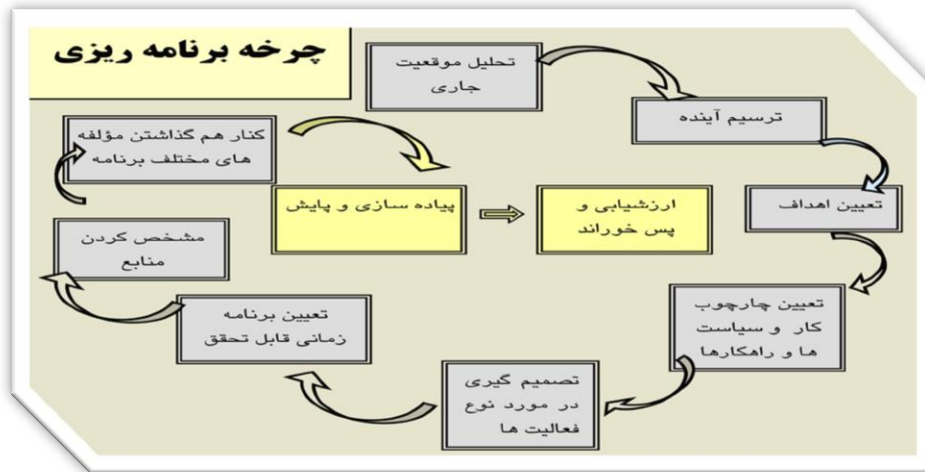 چرخه برنامه ریزی
تحلیل موقعیت
جاری
ترسیم آینده
تعیین اهداف
تعیین چارچوب
کار و سیاست
ها و راهکارها
تصمیم گیری
در مورد نوع
فعالیت ها
تعیین برنامه
زمانی قابل تحقق
مشخص کردن
منابع
کنار هم گذاشتن مؤلفه
های مختلف برنامه
پیاده سازی و پایش
ارزشیابی و
پس خوراند